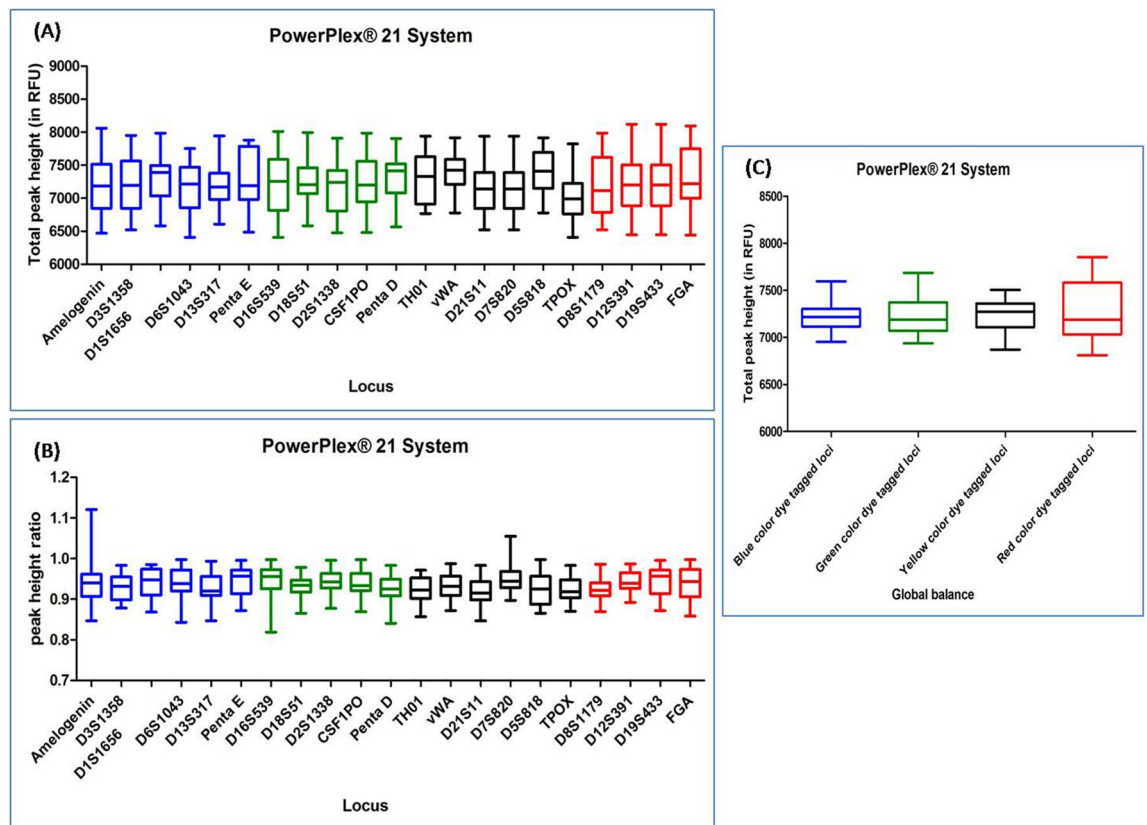 (A)
PowerPlex® 21 System
Total peak height (in RFU)
9000
8500
8000
7500
7000
6500
6000
Amelogenin
D3S1358
D1S1656
D6S1043
D13S317
Penta E
D16S539
D18S51
D2S1338
CSF1PO
Penta D
TH01
vWA
D21S11
D7S820
D5S818
TPOX
D8S1179
D12S391
D19S433
FGA
Locus
(B)
PowerPlex® 21 System
peak height ratio
1.2
1.1
1.0
0.9
0.8
0.7
Amelogenin
D3S1358
D1S1656
D6S1043
D13S317
Penta E
D16S539
D18S51
D2S1338
CSF1PO
Penta D
TH01
vWA
D21S11
D7S820
D5S818
TPOX
D8S1179
D12S391
D19S433
FGA
Locus
(C)
PowerPlex® 21 System
Total peak height (in RFU)
8500
8000
7500
7000
6500
6000
Blue color dye tagged loci
Green color dye tagged loci
Yellow color dye tagged loci
Red color dye tagged loci
Global balance